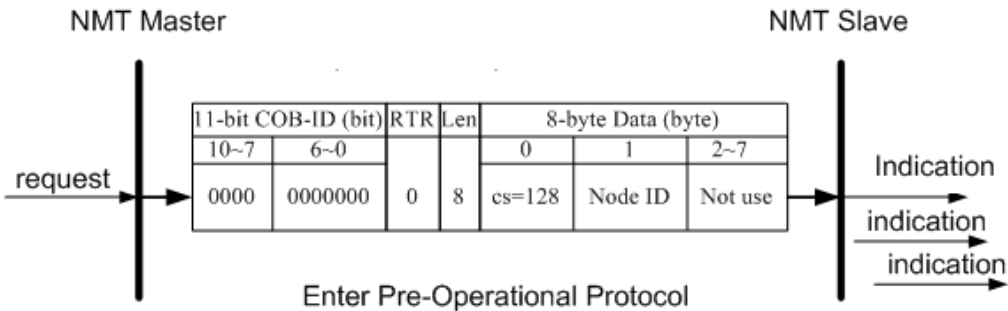 NMT Master
NMT Slave
11-bit COB-ID (bit) RTR Len 8-byte Data (byte)
10~7 6~0 0 1 2~7
request
0000 0000000 0 8 cs=128 Node ID Not use
Indication
indication
indication
Enter Pre-Operational Protocol